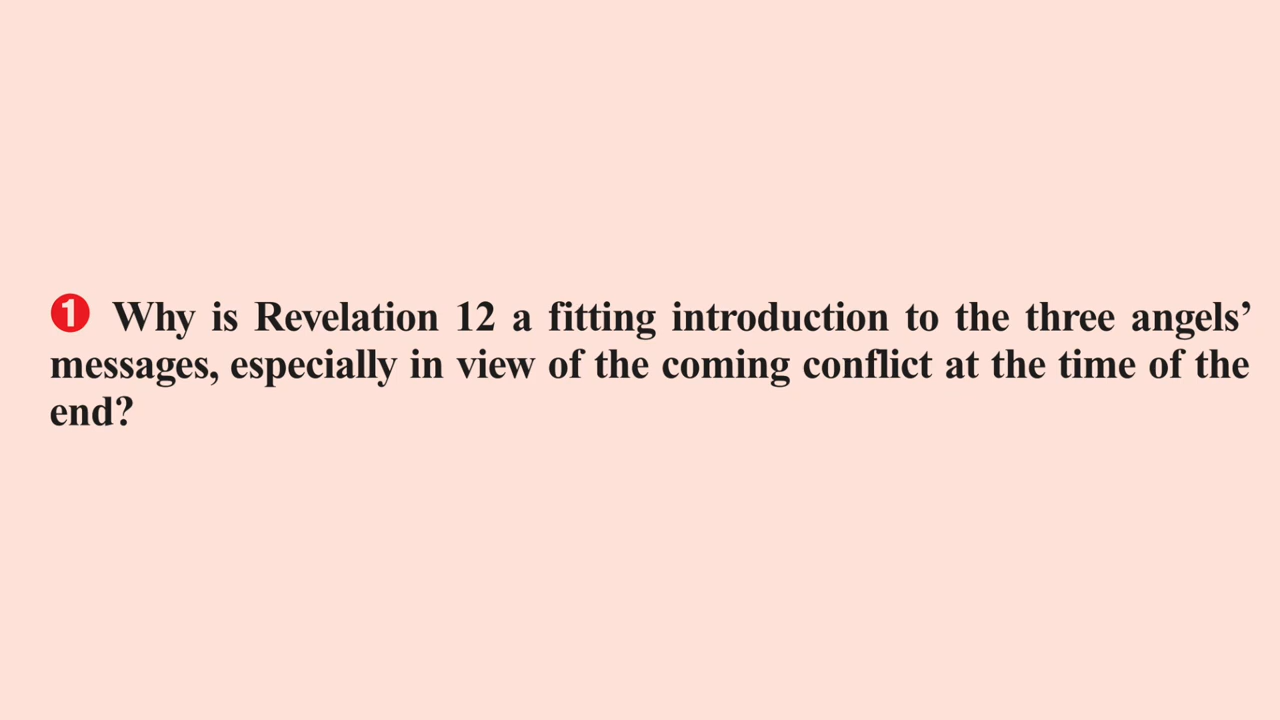 ❶ Why is Revelation 12 a fitting introduction to the three angels’
messages, especially in view of the coming conflict at the time of the
end?